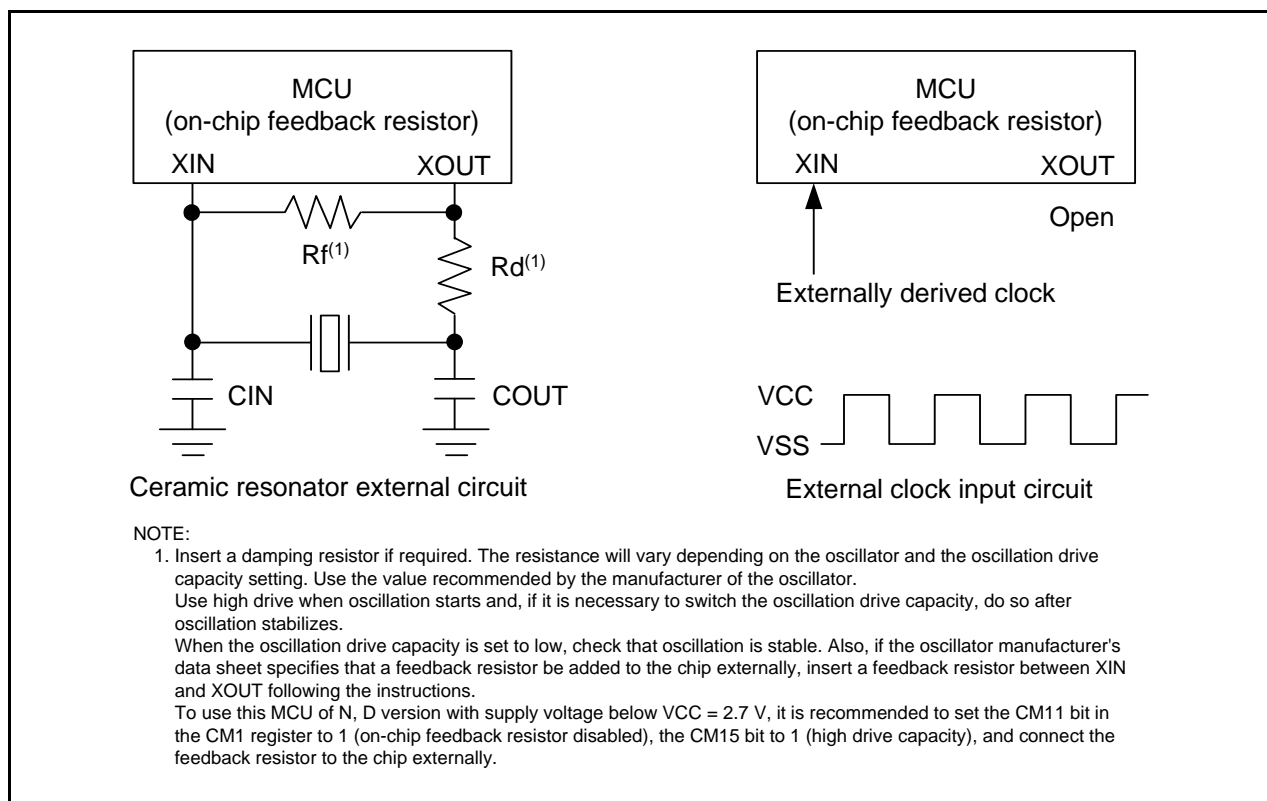 MCU
(on-chip feedback resistor)
XIN XOUT
Rf(1)
Rd(1)
CIN COUT
Ceramic resonator external circuit
MCU
(on-chip feedback resistor)
XIN XOUT
Open
Externally derived clock
VCC
VSS
External clock input circuit
NOTE:
1. Insert a damping resistor if required. The resistance will vary depending on the oscillator and the oscillation drive
capacity setting. Use the value recommended by the manufacturer of the oscillator.
Use high drive when oscillation starts and, if it is necessary to switch the oscillation drive capacity, do so after
oscillation stabilizes.
When the oscillation drive capacity is set to low, check that oscillation is stable. Also, if the oscillator manufacturer's
data sheet specifies that a feedback resistor be added to the chip externally, insert a feedback resistor between XIN
and XOUT following the instructions.
To use this MCU of N, D version with supply voltage below VCC = 2.7 V, it is recommended to set the CM11 bit in
the CM1 register to 1 (on-chip feedback resistor disabled), the CM15 bit to 1 (high drive capacity), and connect the
feedback resistor to the chip externally.